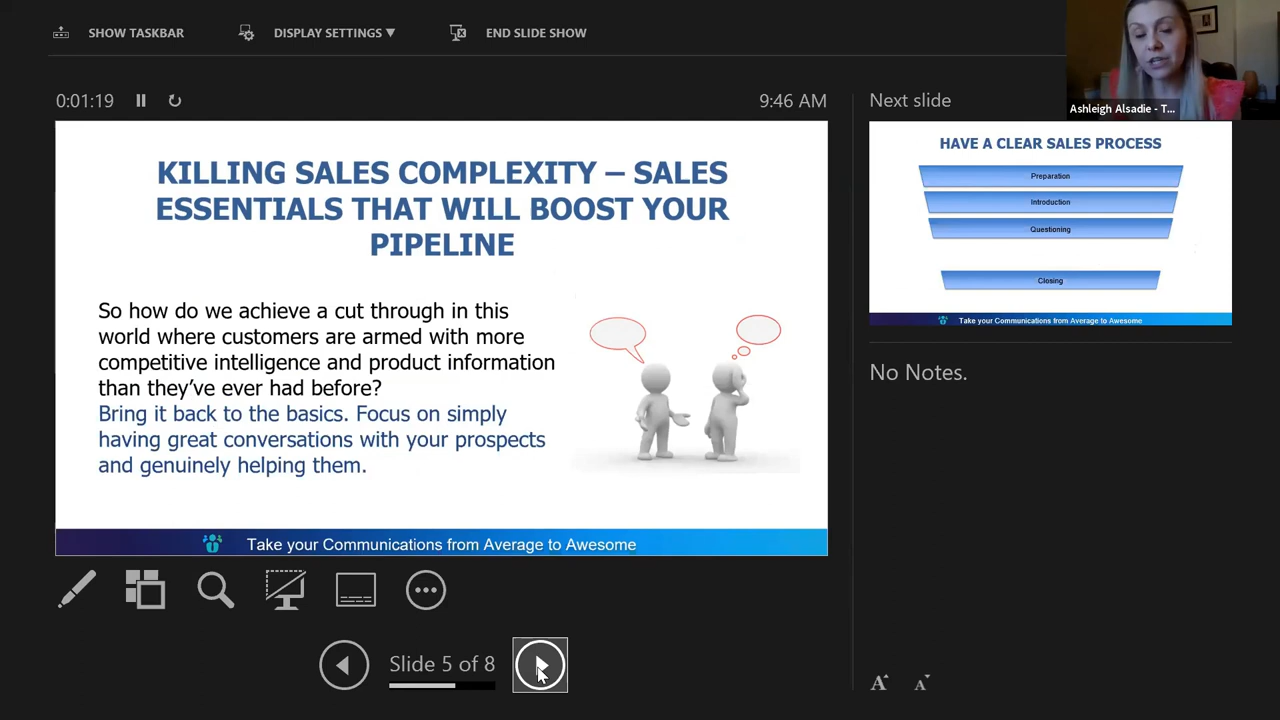 SHOW TASKBAR
DISPLAY SETTINGS ▼
END SLIDE SHOW
Ashleigh Alsadie - T...
0:01:19
9:46 AM
KILLING SALES COMPLEXITY – SALES
ESSENTIALS THAT WILL BOOST YOUR
PIPELINE
So how do we achieve a cut through in this
world where customers are armed with more
competitive intelligence and product information
than they've ever had before?
Bring it back to the basics. Focus on simply
having great conversations with your prospects
and genuinely helping them.
Take your Communications from Average to Awesome
Slide 5 of 8
Next slide
HAVE A CLEAR SALES PROCESS
Preparation
Introduction
Questioning
Closing
Take your Communications from Average to Awesome
No Notes.
A A